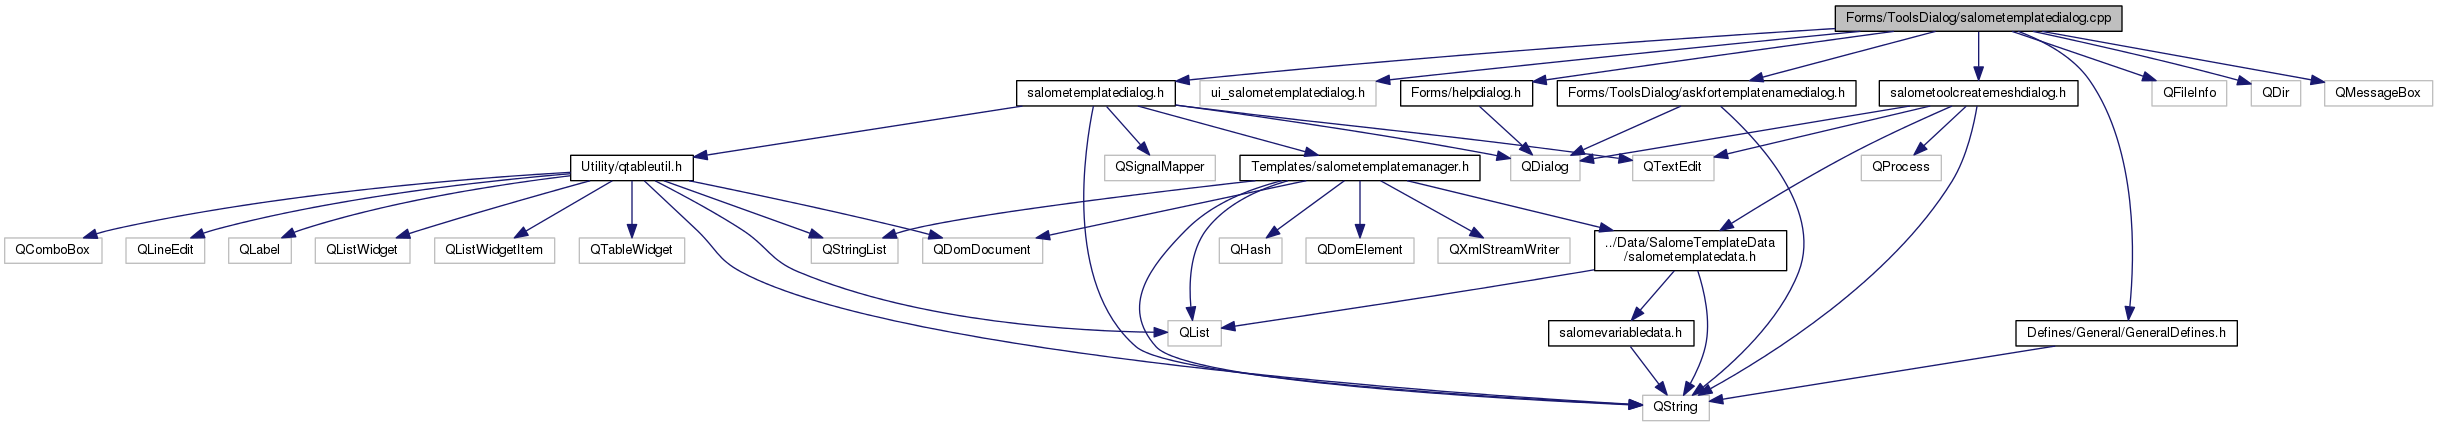 Forms/ToolsDialog/salometemplatedialog.cpp
salometemplatedialog.h
ui_salometemplatedialog.h
Forms/helpdialog.h
Forms/ToolsDialog/askfortemplatenamedialog.h
salometoolcreatemeshdialog.h
QFileInfo
QDir
QMessageBox
Utility/qtableutil.h
QSignalMapper
Templates/salometemplatemanager.h
QDialog
QTextEdit
QProcess
QComboBox
QLineEdit
QLabel
QListWidget
QListWidgetItem
QTableWidget
QStringList
QDomDocument
QHash
QDomElement
QXmlStreamWriter
../Data/SalomeTemplateData
/salometemplatedata.h
QList
salomevariabledata.h
Defines/General/GeneralDefines.h
QString